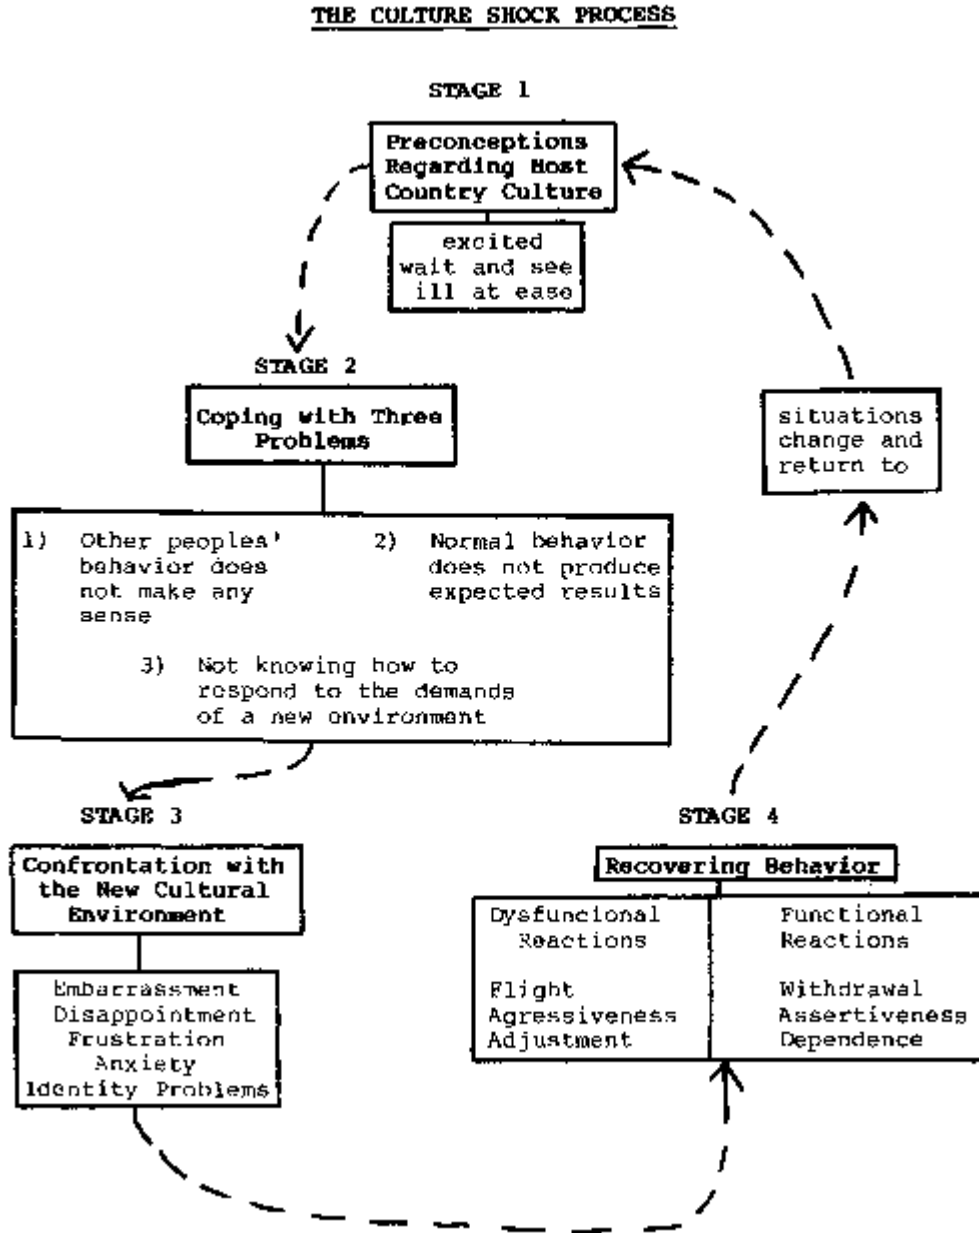 THE CULTURE SHOCK PROCESS
STAGE 1
Preconceptions
Regarding Host
Country Culture
excited
wait and see
ill at ease
STAGE 2
Coping with Three
Problems
1) Other peoples'
behavior does
not make any
sense
2) Normal behavior
does not produce
expected results
3) Not knowing how to
respond to the demands
of a new environment
STAGE 3
Confrontation with
the New Cultural
Environment
Embarrassment
Disappointment
Frustration
Anxiety
Identity Problems
STAGE 4
Recovering Behavior
Dysfuncional
Reactions
Flight
Agressiveness
Adjustment
Functional
Reactions
Withdrawal
Assertiveness
Dependence
situations
change and
return to